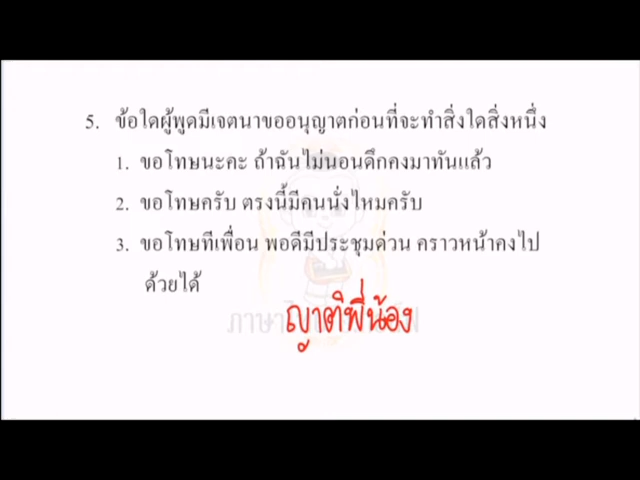 5. ข้อใดผู้พูดมีเจตนาขออนุญาตก่อนที่จะทำสิ่งใดสิ่งหนึ่ง
1. ขอโทษนะคะ ถ้าฉันไม่นอนดึกคงมาทันแล้ว
2. ขอโทษครับ ตรงนี้มีคนนั่งไหมครับ
3. ขอโทษทีเพื่อน พอดีมีประชุมด่วน คราวหน้าคงไป
ด้วยได้
ญาติพี่น้อง